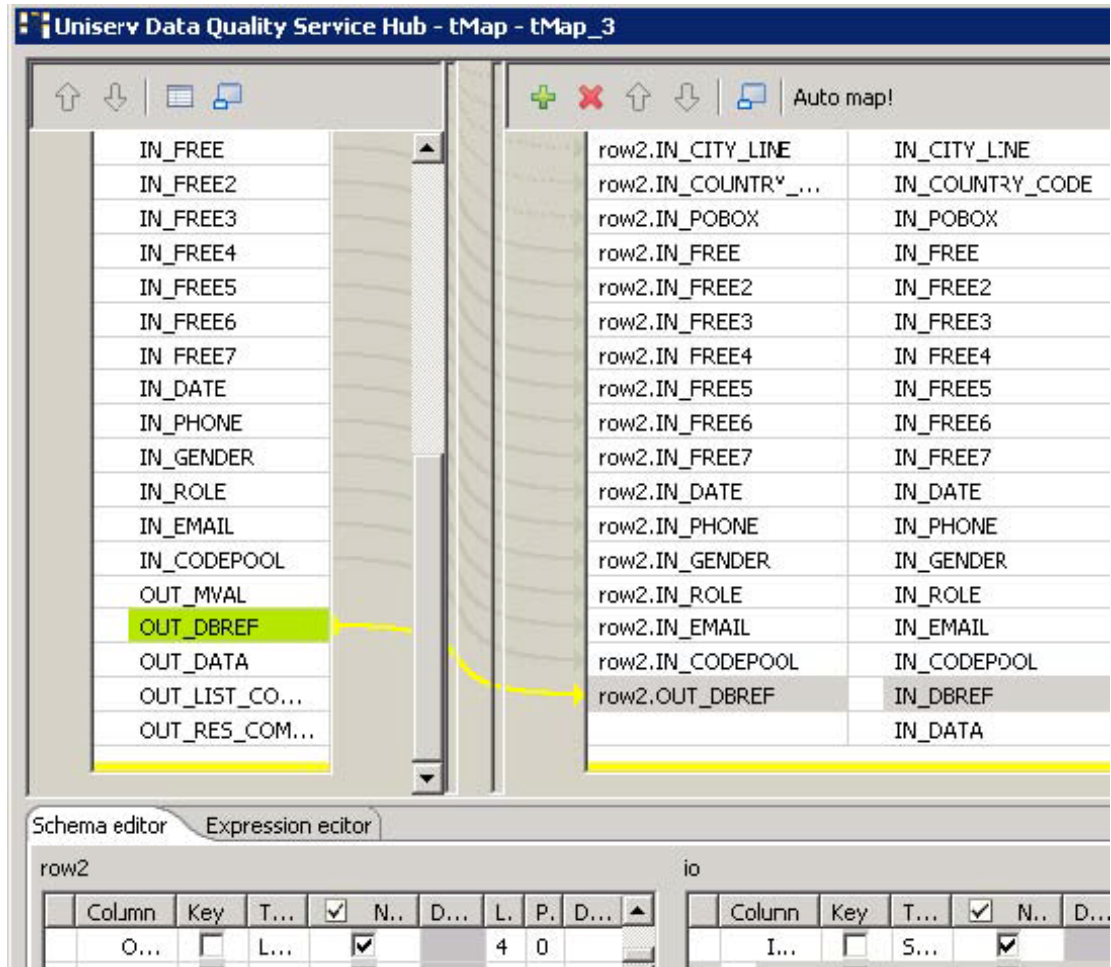 Uniserv Data Quality Service Hub - tMap - tMap_3
Auto map!
IN_FREE
IN_FREE2
IN_FREE3
IN_FREE4
IN_FREE5
IN_FREE6
IN_FREE7
IN_DATE
IN_PHONE
IN_GENDER
IN_ROLE
IN_EMAIL
IN_CODEPOOL
OUT_MVAL
OUT_DBREF
OUT_DATA
OUT_LIST_CO...
OUT_RES_COM...
row2.IN_CITY_LINE IN_CITY_LINE
row2.IN_COUNTRY_... IN_COUNTRY_CODE
row2.IN_POBOX IN_POBOX
row2.IN_FREE IN_FREE
row2.IN_FREE2 IN_FREE2
row2.IN_FREE3 IN_FREE3
row2.IN_FREE4 IN_FREE4
row2.IN_FREE5 IN_FREE5
row2.IN_FREE6 IN_FREE6
row2.IN_FREE7 IN_FREE7
row2.IN_DATE IN_DATE
row2.IN_PHONE IN_PHONE
row2.IN_GENDER IN_GENDER
row2.IN_ROLE IN_ROLE
row2.IN_EMAIL IN_EMAIL
row2.IN_CODEPOOL IN_CODEPOOL
row2.OUT_DBREF IN_DBREF
IN_DATA
Schema editor Expression editor
row2
Column Key T... N.. D... L. P. D...
O... L... 4 0
io
Column Key T... N.. D...
I... S...